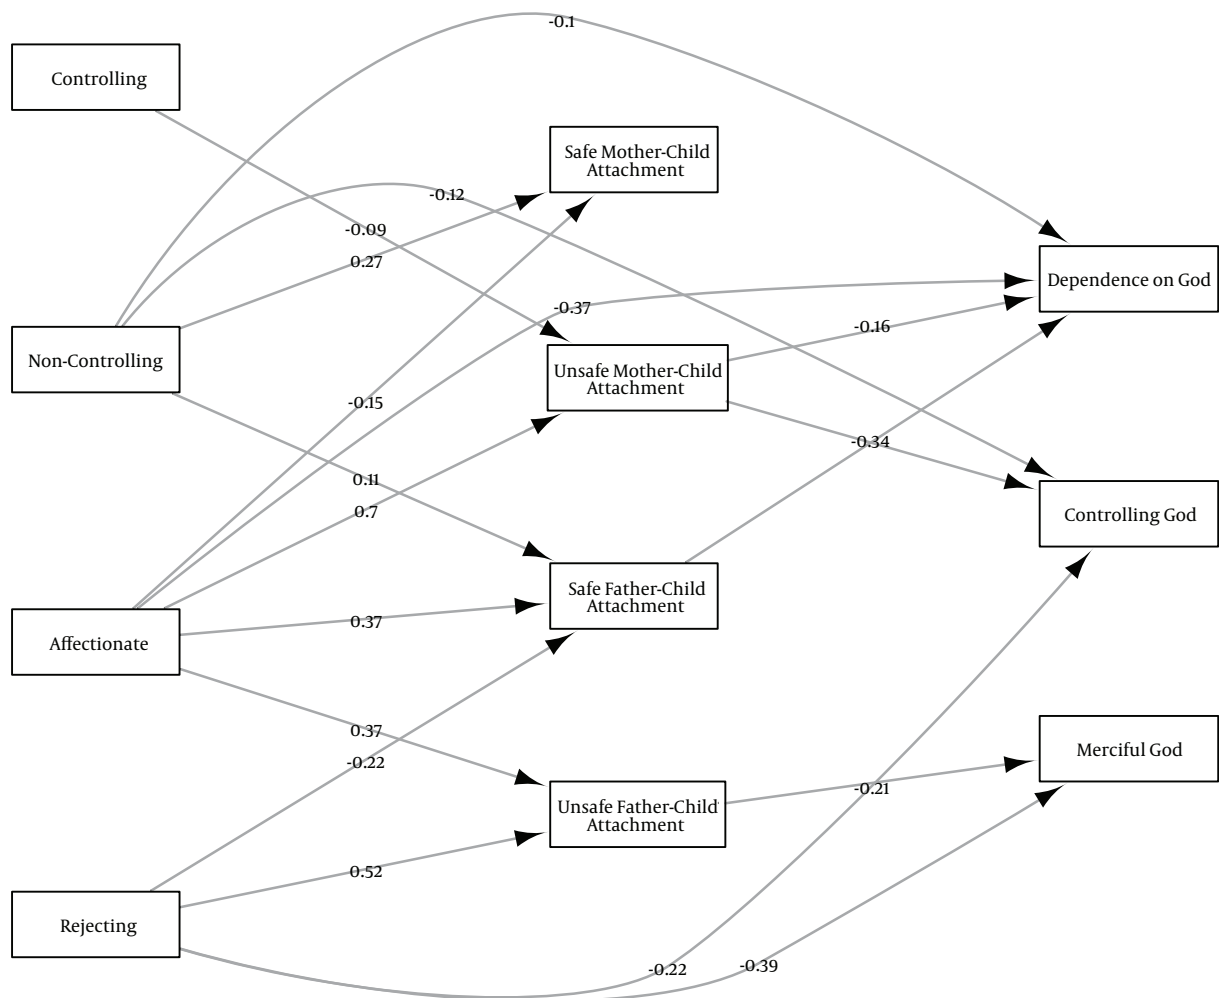 -0.1
Controlling
Safe Mother-Child
Attachment
-0.12
-0.09
0.27
Dependence on God
-0.37
-0.16
Non-Controlling
Unsafe Mother-Child
Attachment
-0.15
-0.34
0.11
0.7
Controlling God
Safe Father-Child
Attachment
0.37
Affectionate
0.37
Merciful God
-0.22
-0.21
Unsafe Father-Child
Attachment
0.52
Rejecting
-0.22
-0.39